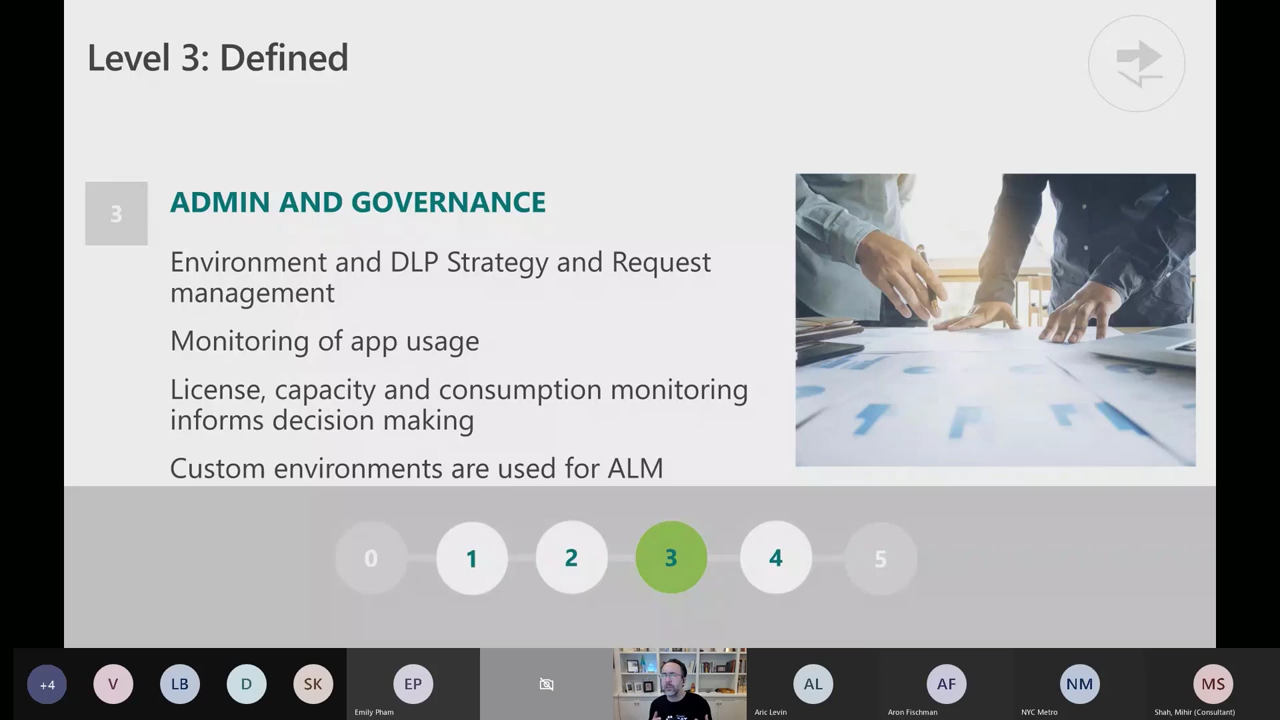 Level 3: Defined
3
ADMIN AND GOVERNANCE
Environment and DLP Strategy and Request
management
Monitoring of app usage
License, capacity and consumption monitoring
informs decision making
Custom environments are used for ALM
0
1
2
3
4
5
+4
V
LB
D
SK
EP
AL
AF
NM
MS
Emily Pham
Aric Levin
Aron Fischman
NYC Metro
Shah, Mihir (Consultant)